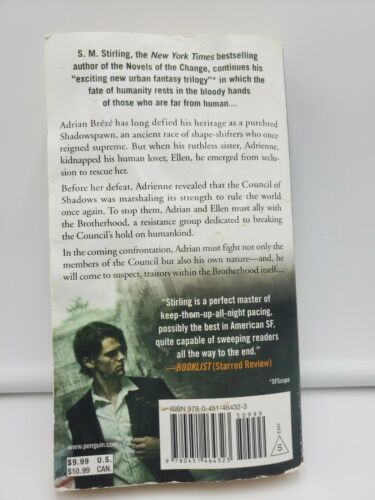 S. M. Stirling, the New York Times bestselling
author of the Novels of the Change, continues his
"exciting new urban fantasy trilogy"* in which the
fate of humanity rests in the bloody hands
of those who are far from human....
Adrian Brézé has long defied his heritage as a purebred
Shadowspawn, an ancient race of shape-shifters who once
reigned supreme. But when his ruthless sister, Adrienne,
kidnapped his human lover, Ellen, he emerged from seclu-
sion to rescue her.
Before her defeat, Adrienne revealed that the Council of
Shadows was marshaling its strength to rule the world
once again. To stop them, Adrian and Ellen must ally with
the Brotherhood, a resistance group dedicated to breaking
the Council's hold on humankind.
In the coming confrontation, Adrian must fight not only the
members of the Council but also his own nature—and, he
will come to suspect, traitors within the Brotherhood itself....
"Stirling is a perfect master of
keep-them-up-all-night pacing,
possibly the best in American SF,
quite capable of sweeping readers
all the way to the end."
—BOOKLIST (Starred Review)
*SFScope
ISBN 978-0-451-46432-3
50999
9 780451 464323
S
EAN
www.penguin.com
$9.99 U.S.
$10.99 CAN.